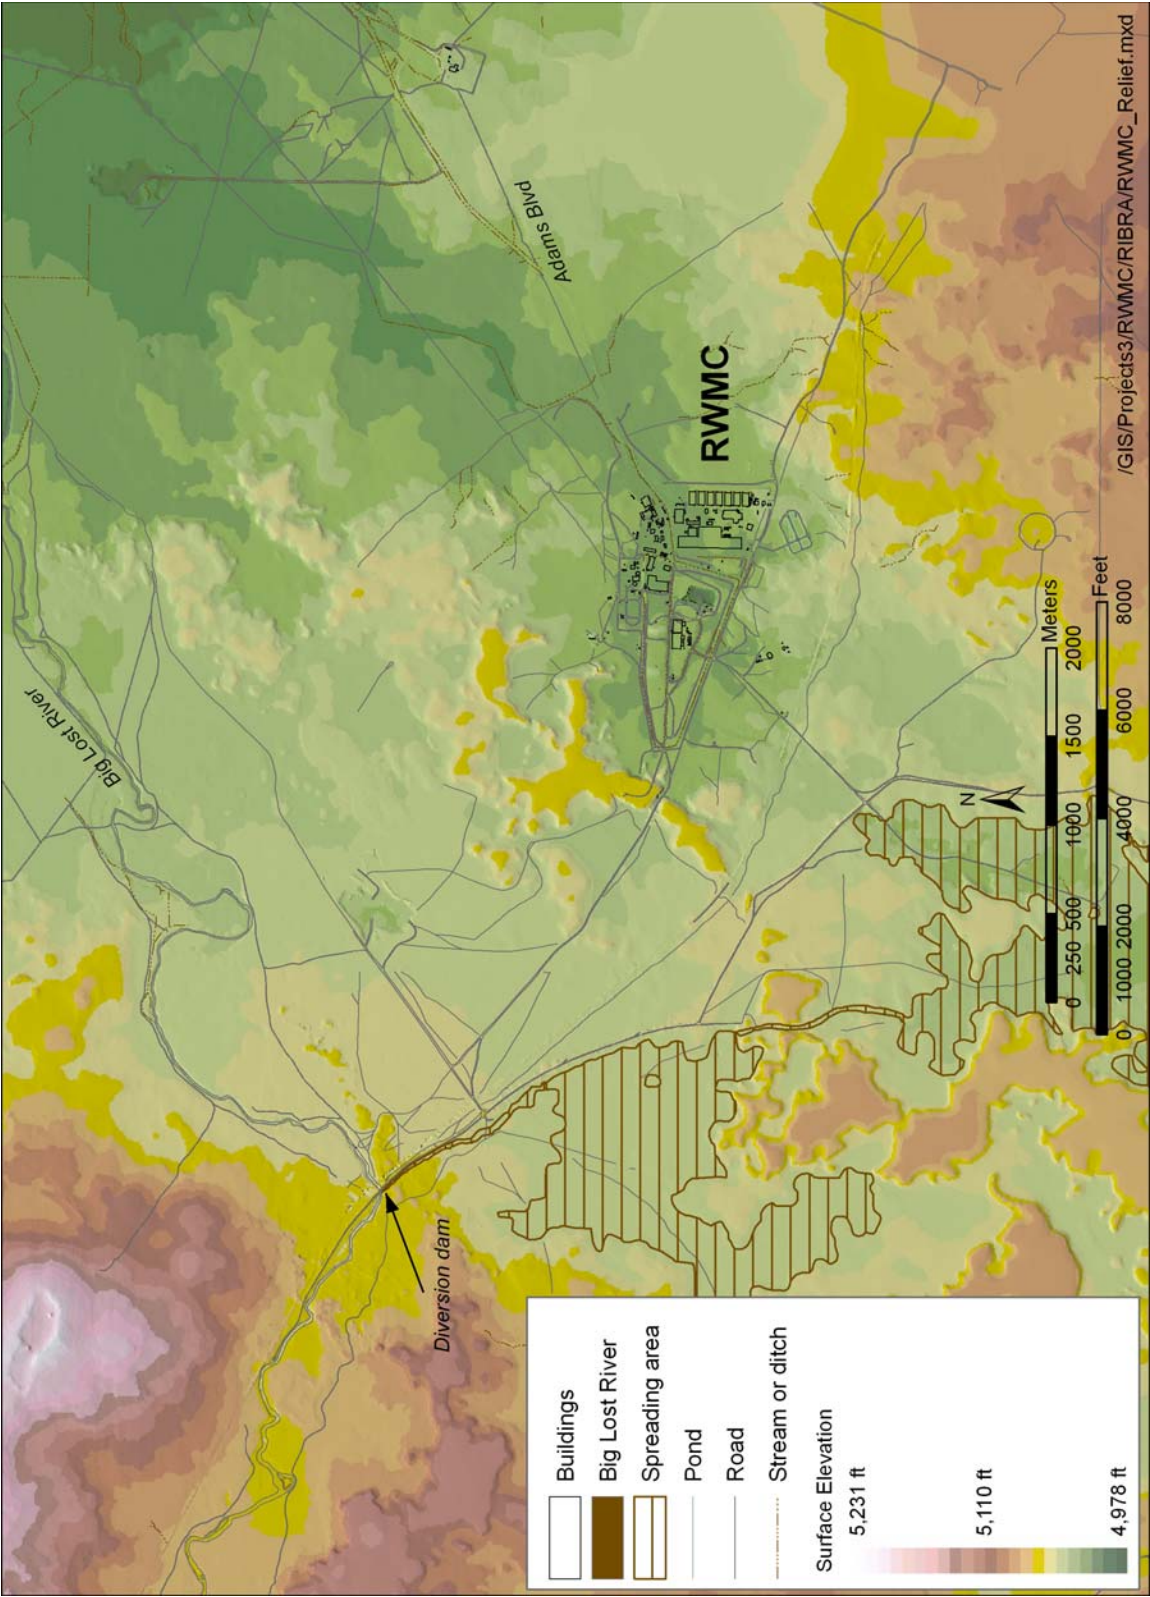 Big Lost River
Adams Blvd
RWMC
Diversion dam
N
0 250 500 1000 1500 2000 Meters
0 1000 2000 4000 6000 8000 Feet
Buildings
Big Lost River
Spreading area
Pond
Road
Stream or ditch
Surface Elevation
5,231 ft
5,110 ft
4,978 ft
/GIS/Projects3/RWMC/RIBRA/RWMC_Relief.mxd